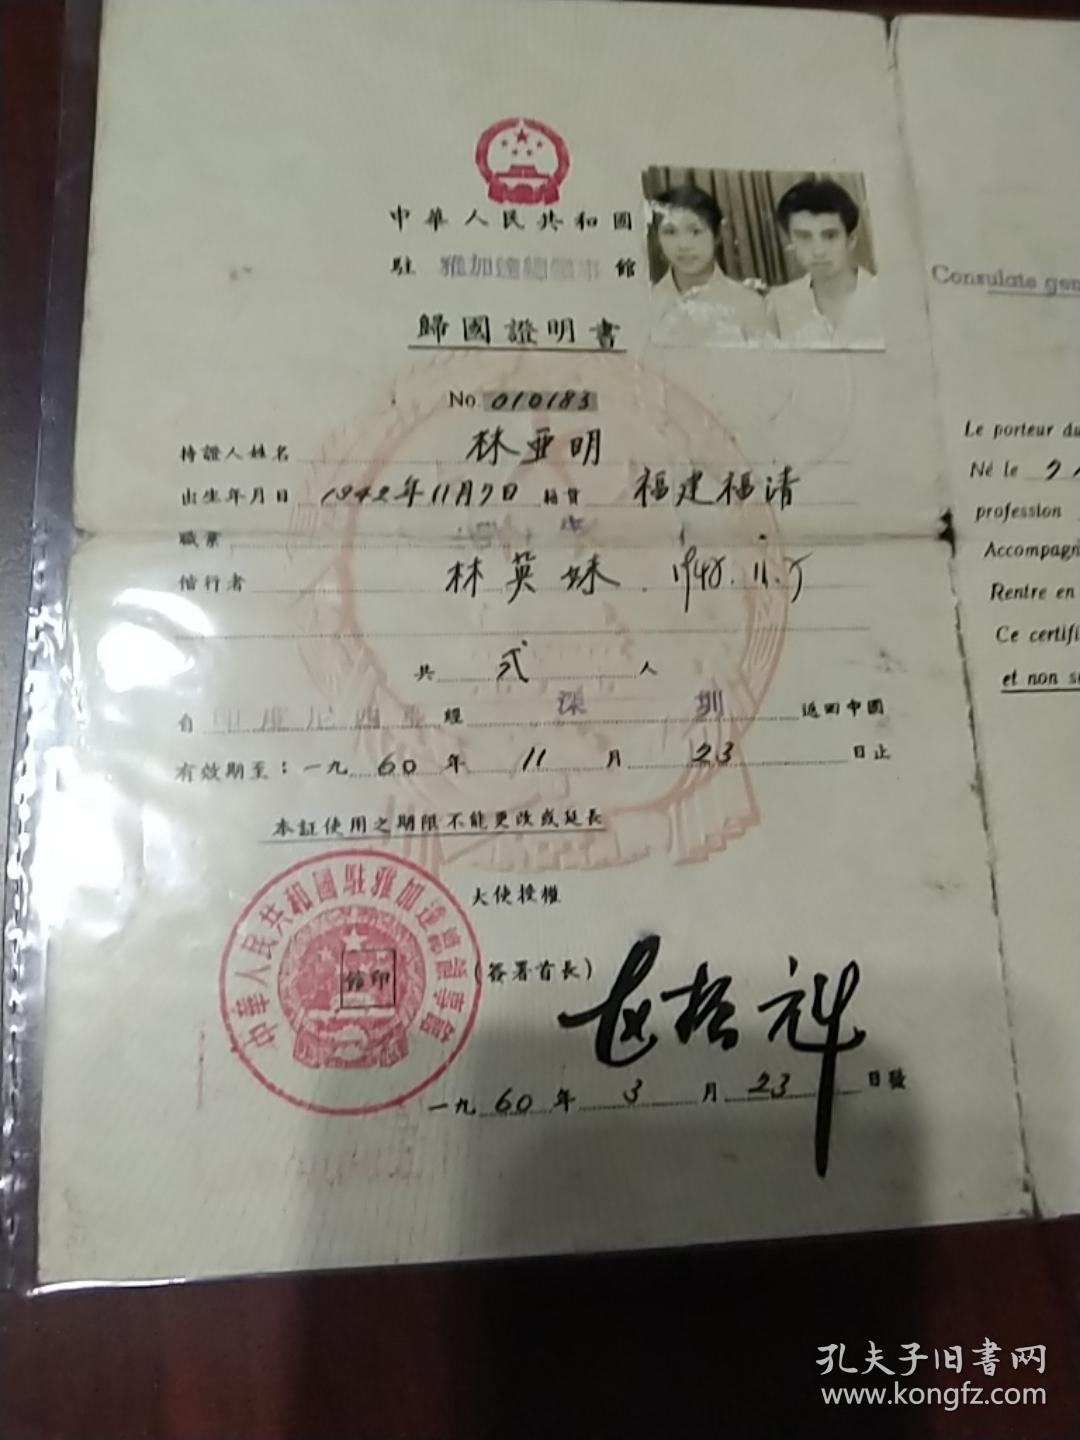 中華人民共和國
駐 雅加達總領事 館
歸國證明書
No. 010183
持證人姓名 林亚明
出生年月日 1942年11月7日 籍貫 福建福清
職業
偕行者 林英妹. 1945.11.5
共 弍 人
自 印度尼西亞 經 深圳 返回中國
有效期至：一九60年 11 月 23 日止
本証使用之期限不能更改或延長
大使授權
(簽署首長)
一九60年 3 月 23 日發
中華人民共和國駐雅加達總領事館
Consulate gen
Le porteur du
Né le
profession
Accompagn
Rentre en
Ce certifi
et non s
孔夫子旧書网
www.kongfz.com